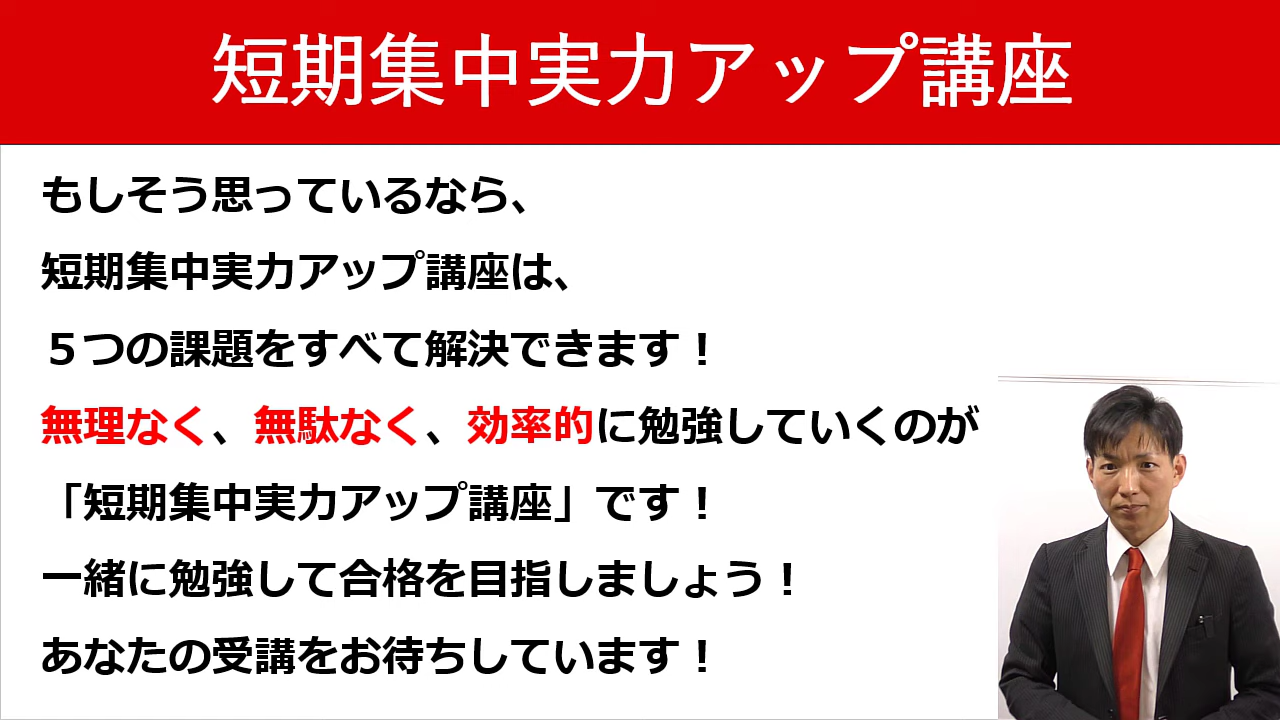 短期集中実力アップ講座
もしそう思っているなら、
短期集中実力アップ講座は、
５つの課題をすべて解決できます！
無理なく、無駄なく、効率的に勉強していくのが
「短期集中実力アップ講座」です！
一緒に勉強して合格を目指しましょう！
あなたの受講をお待ちしています！